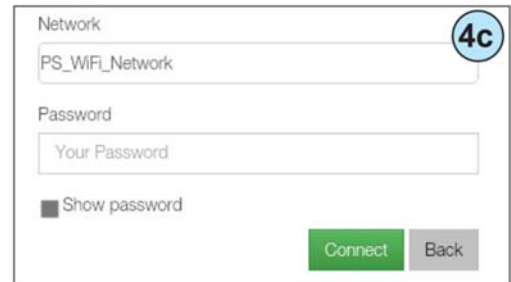 Network
4c
PS_WiFi_Network
Password
Your Password
Show password
Connect Back